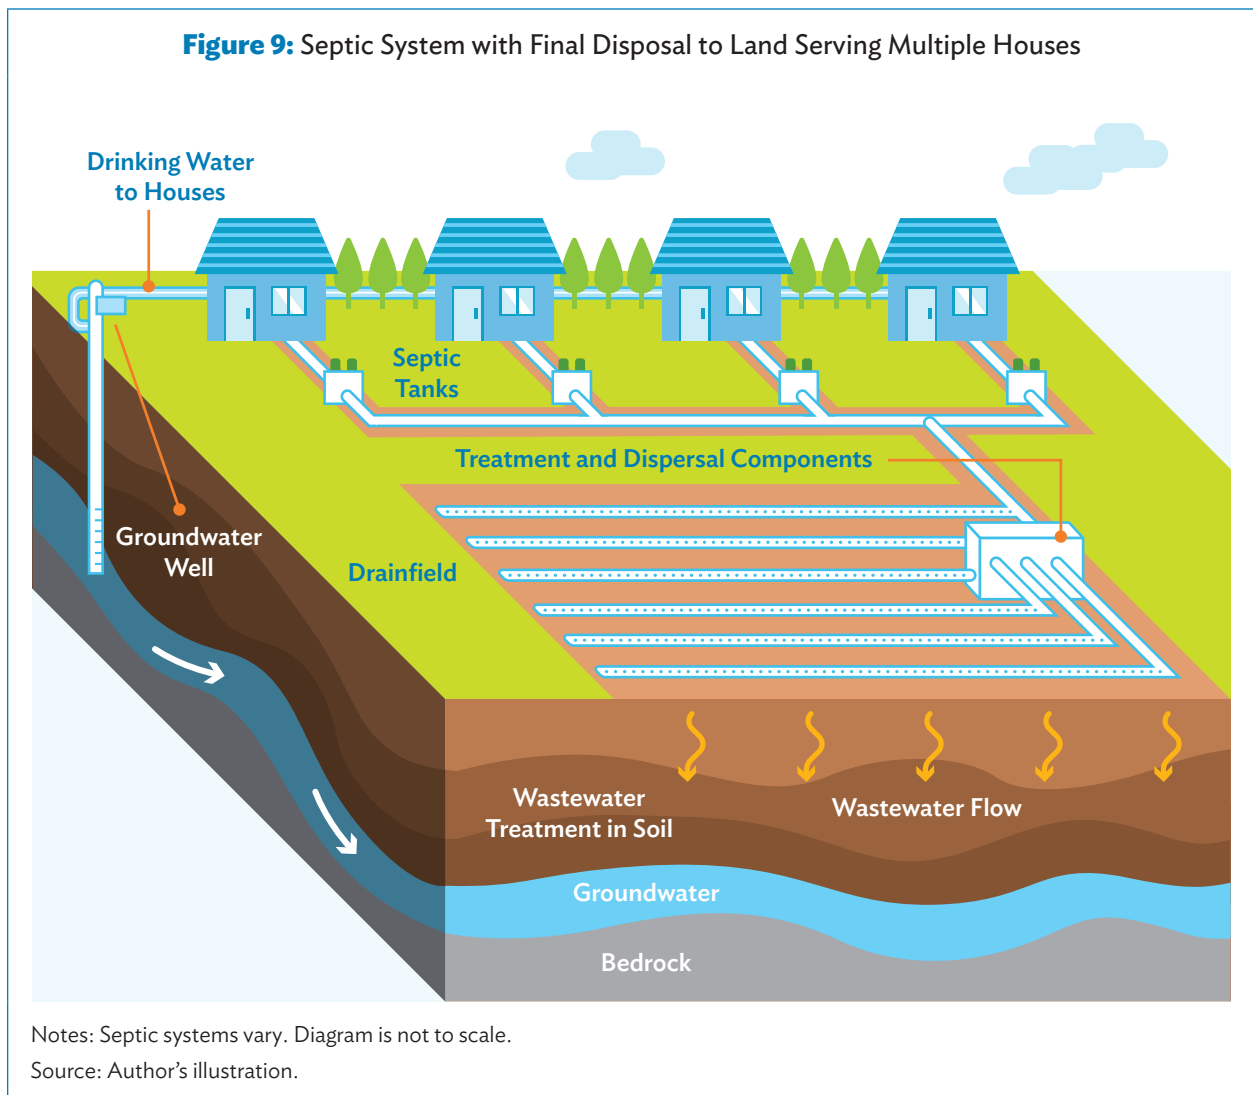 Figure 9: Septic System with Final Disposal to Land Serving Multiple Houses
Drinking Water
to Houses
Septic
Tanks
Treatment and Dispersal Components
Groundwater
Well
Drainfield
Wastewater
Treatment in Soil
Wastewater Flow
Groundwater
Bedrock
Notes: Septic systems vary. Diagram is not to scale.
Source: Author’s illustration.